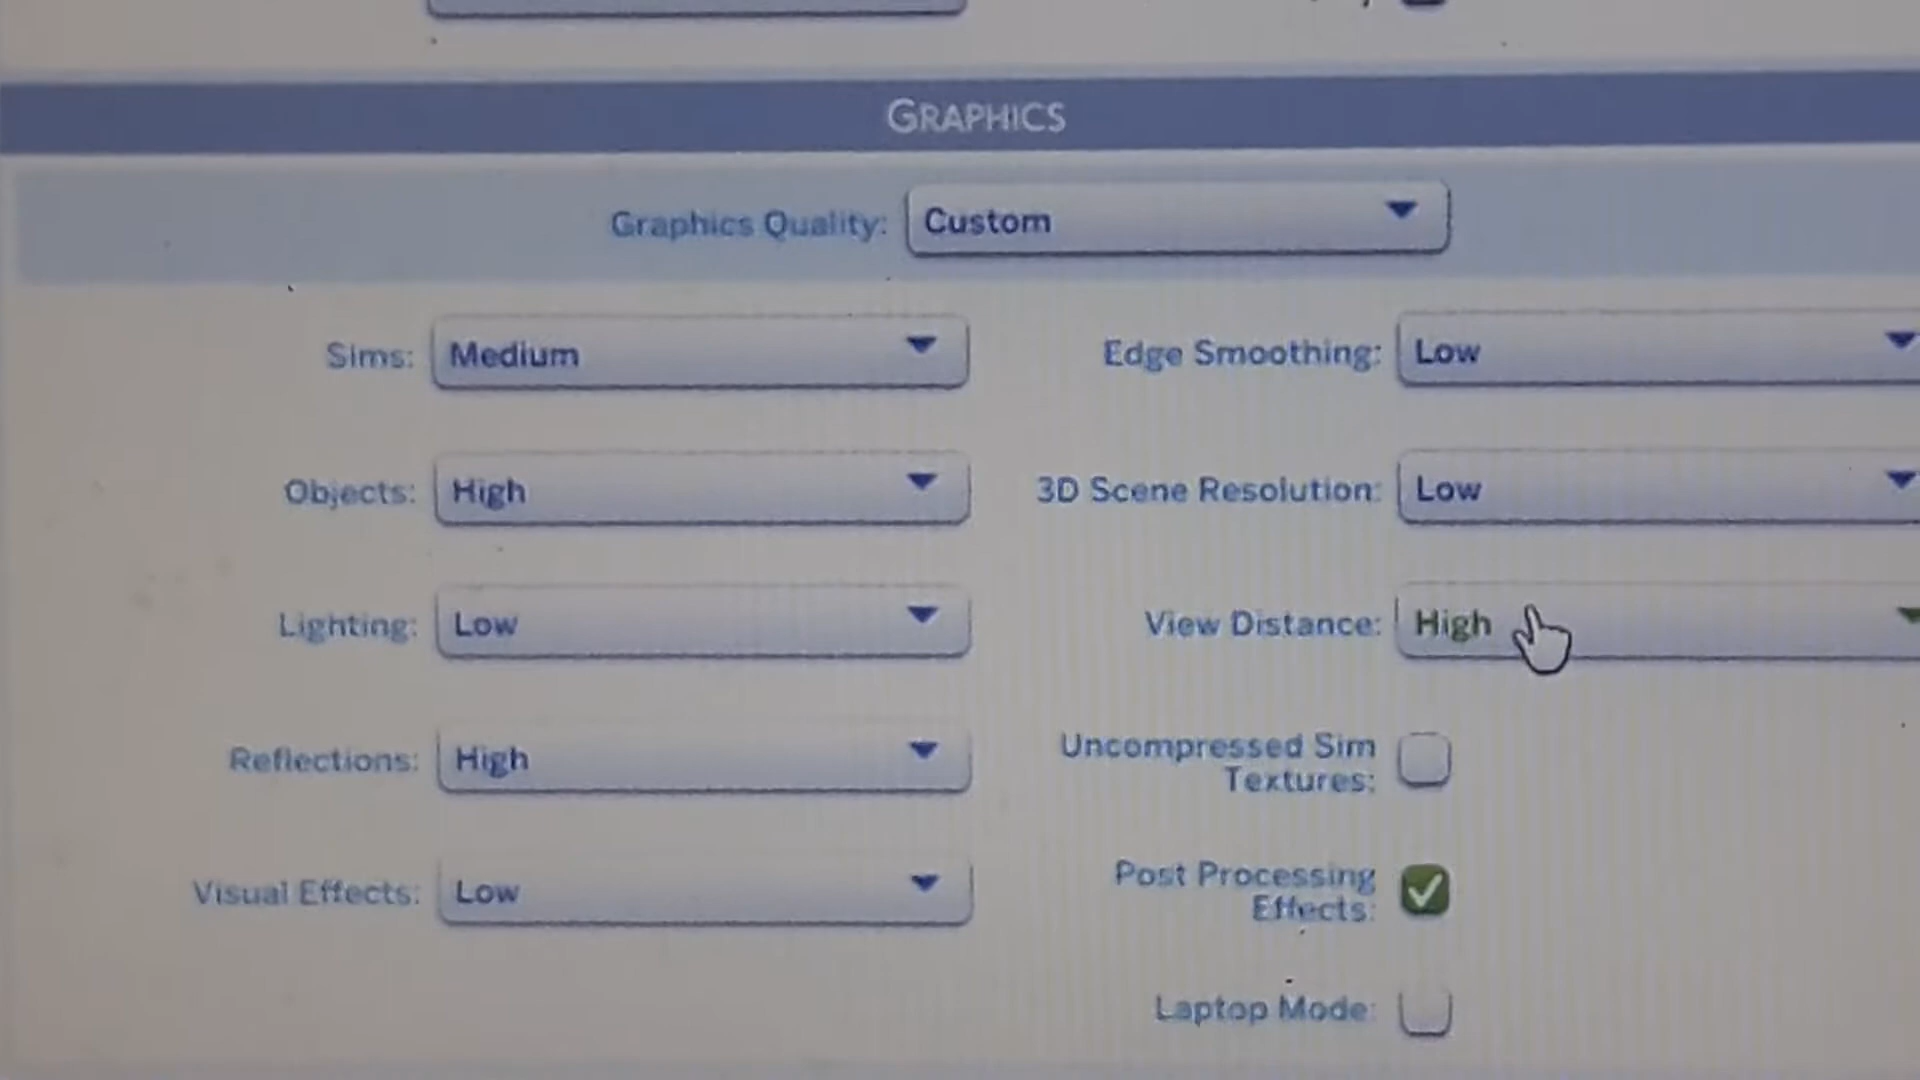 GRAPHICS
Graphics Quality: Custom
Sims: Medium
Edge Smoothing: Low
Objects: High
3D Scene Resolution: Low
Lighting: Low
View Distance: High
Reflections: High
Uncompressed Sim
Textures:
Visual Effects: Low
Post Processing
Effects:
Laptop Mode: